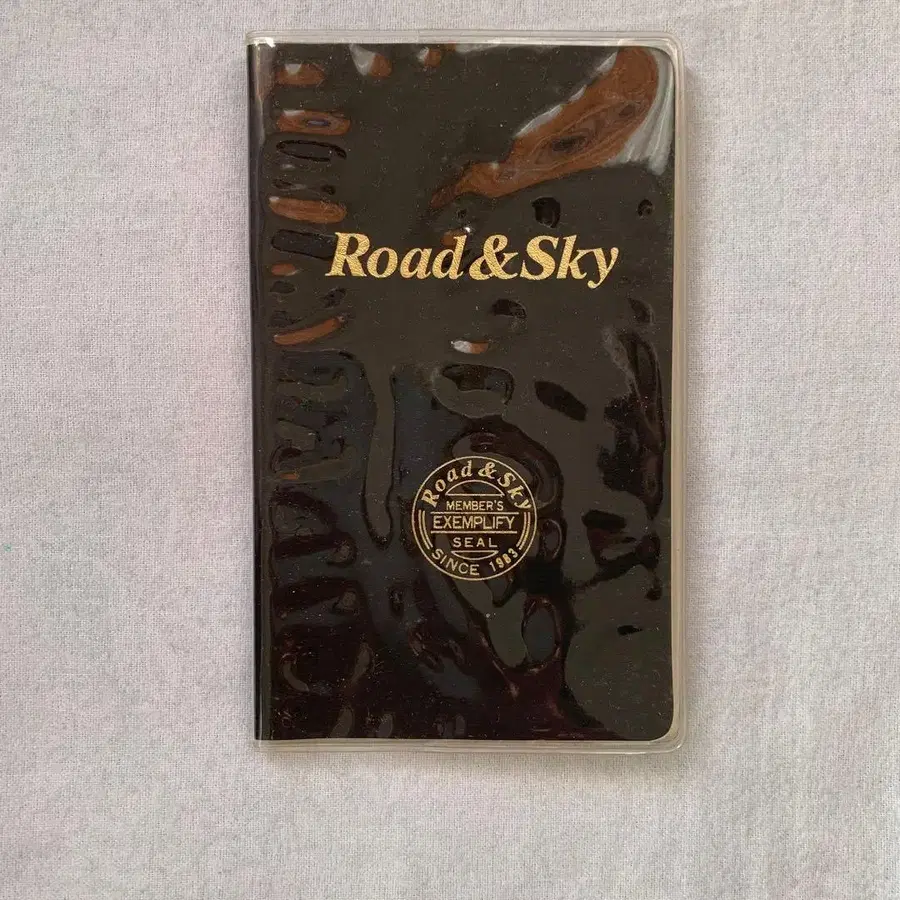 Road&Sky
Road & Sky
MEMBER'S
EXEMPLIFY
SEAL
SINCE 1983